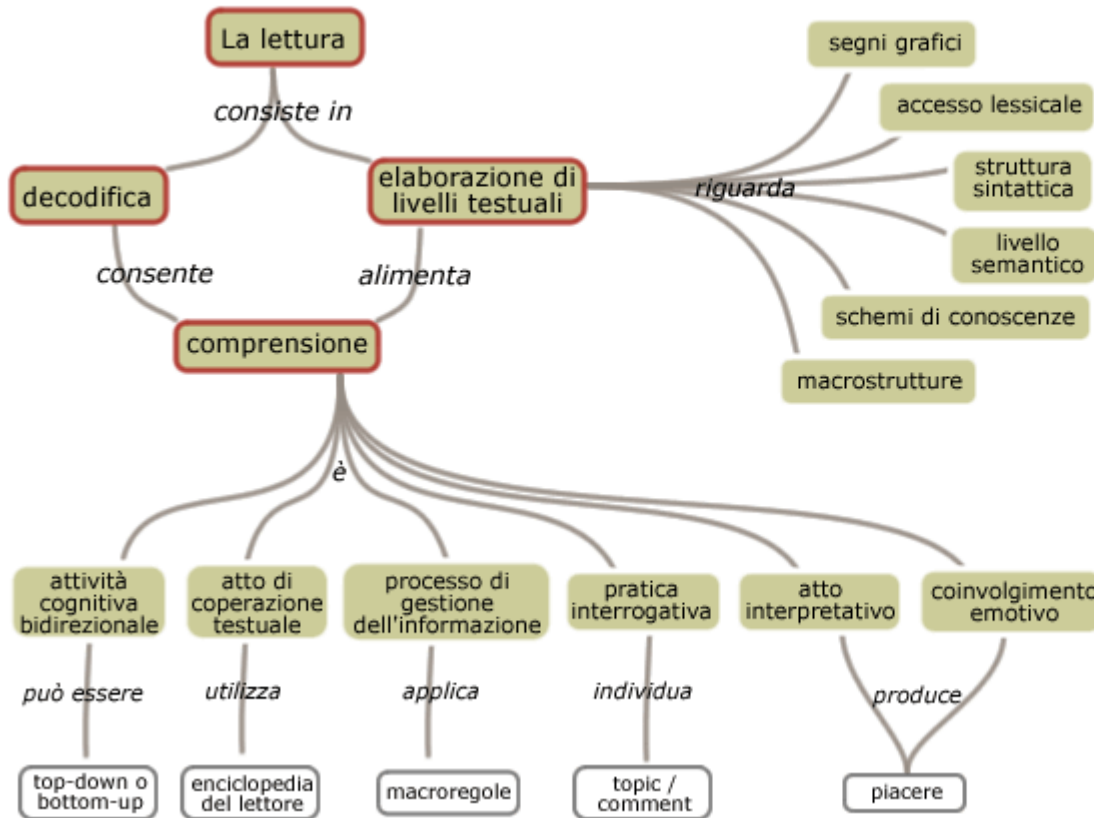 La lettura
consiste in
decodifica
elaborazione di
livelli testuali
riguarda
segni grafici
accesso lessicale
struttura
sintattica
livello
semantico
schemi di conoscenze
macrostrutture
consente
alimenta
comprensione
è
attività
cognitiva
bidirezionale
atto di
coperazione
testuale
processo di
gestione
dell'informazione
pratica
interrogativa
atto
interpretativo
coinvolgimento
emotivo
può essere
utilizza
applica
individua
produce
top-down o
bottom-up
enciclopedia
del lettore
macroregole
topic /
comment
piacere